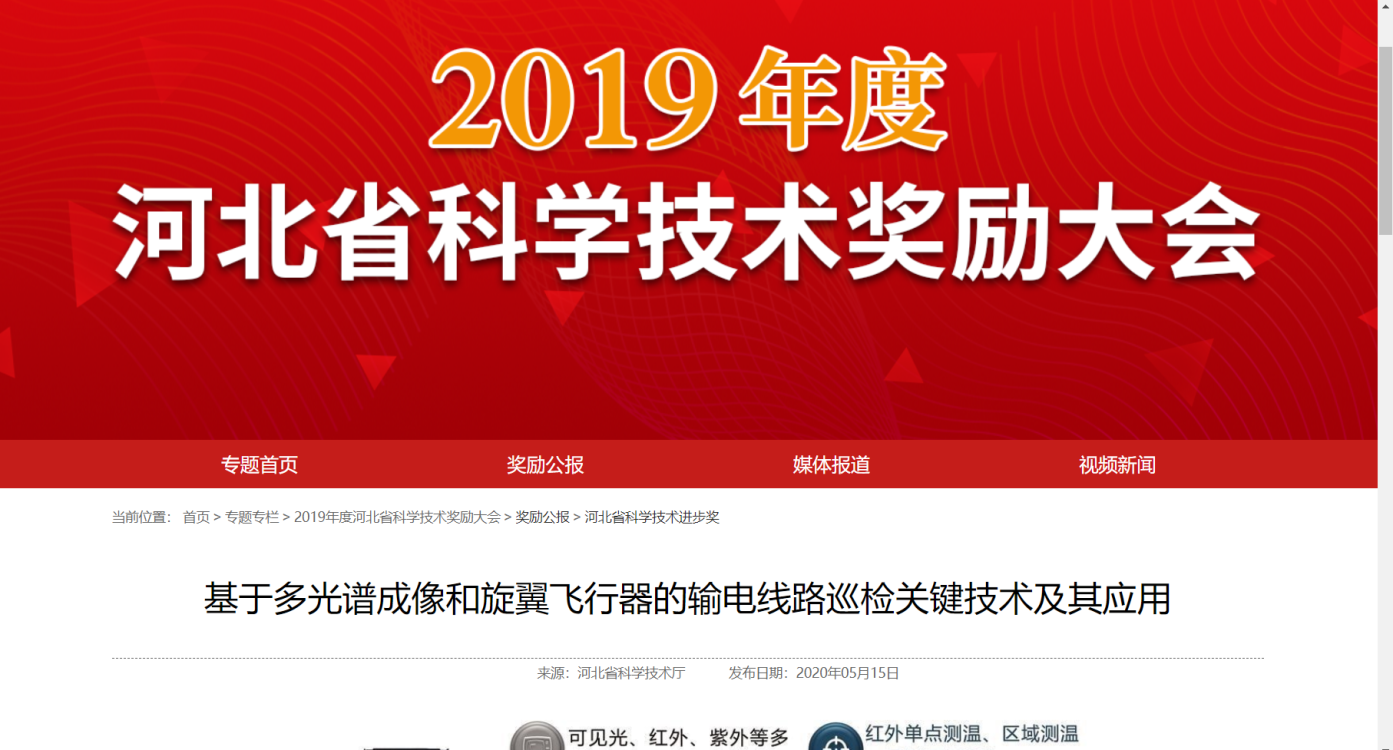 2019年度
河北省科学技术奖励大会
专题首页 奖励公报 媒体报道 视频新闻
当前位置： 首页 > 专题专栏 > 2019年度河北省科学技术奖励大会 > 奖励公报 > 河北省科学技术进步奖
基于多光谱成像和旋翼飞行器的输电线路巡检关键技术及其应用
来源：河北省科学技术厅 发布日期：2020年05月15日
可见光、红外、紫外等多 红外单点测温、区域测温